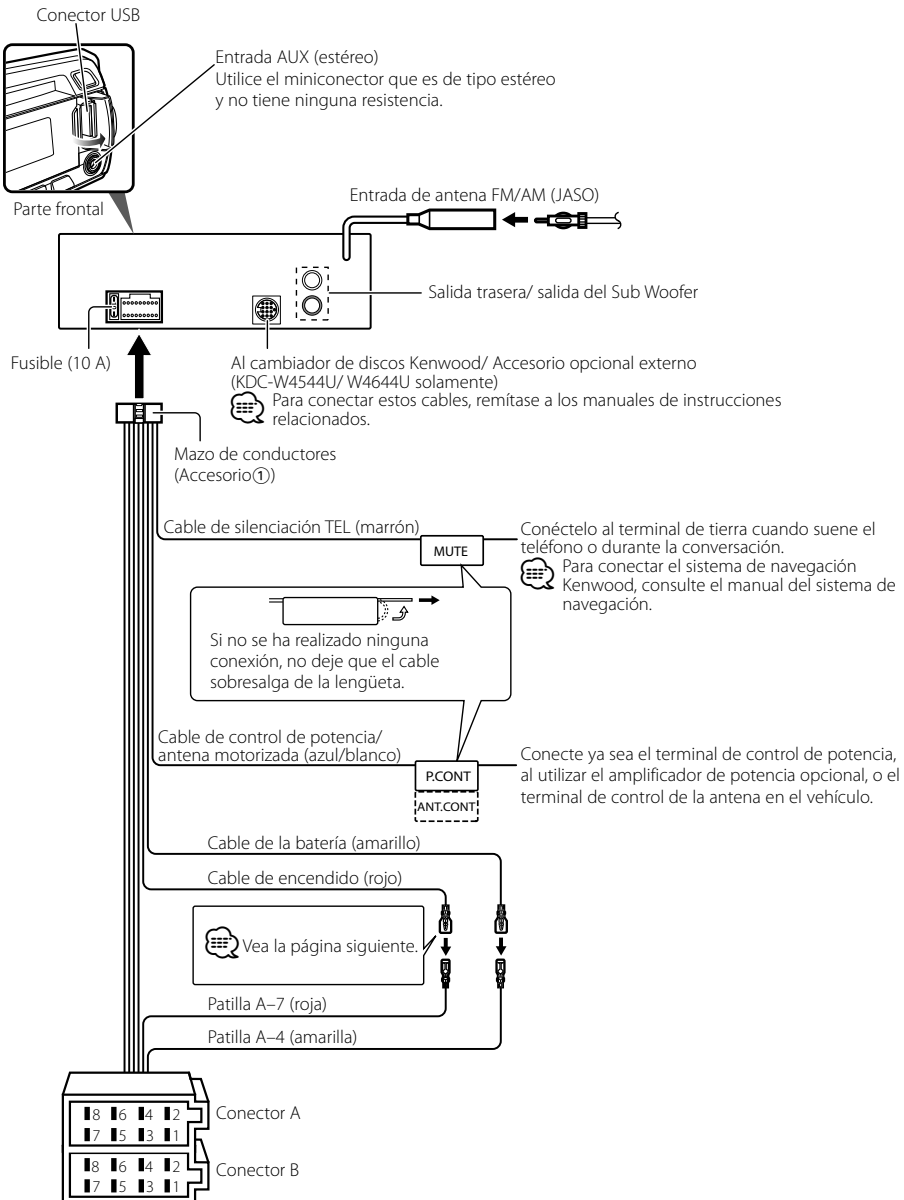 Conector USB
Entrada AUX (estéreo)
Utilice el miniconector que es de tipo estéreo
y no tiene ninguna resistencia.
Parte frontal
Entrada de antena FM/AM (JASO)
Salida trasera/ salida del Sub Woofer
Fusible (10 A)
Al cambiador de discos Kenwood/ Accesorio opcional externo
(KDC-W4544U/ W4644U solamente)
Para conectar estos cables, remítase a los manuales de instrucciones
relacionados.
Mazo de conductores
(Accesorio①)
Cable de silenciación TEL (marrón)
MUTE
Conéctelo al terminal de tierra cuando suene el
teléfono o durante la conversación.
Para conectar el sistema de navegación
Kenwood, consulte el manual del sistema de
navegación.
Si no se ha realizado ninguna
conexión, no deje que el cable
sobresalga de la lengüeta.
Cable de control de potencia/
antena motorizada (azul/blanco)
P.CONT
ANT.CONT
Conecte ya sea el terminal de control de potencia,
al utilizar el amplificador de potencia opcional, o el
terminal de control de la antena en el vehículo.
Cable de la batería (amarillo)
Cable de encendido (rojo)
Vea la página siguiente.
Patilla A–7 (roja)
Patilla A–4 (amarilla)
8 6 4 2
7 5 3 1
Conector A
8 6 4 2
7 5 3 1
Conector B